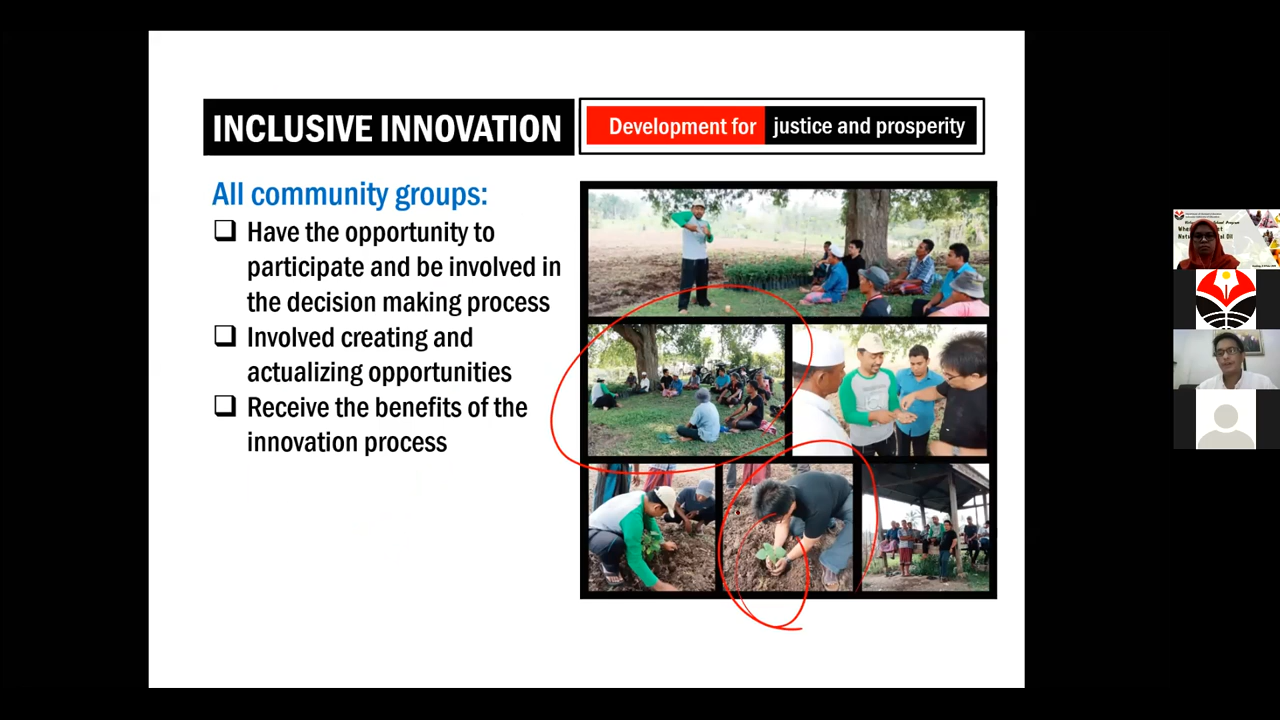 INCLUSIVE INNOVATION
Development for justice and prosperity
All community groups:
Have the opportunity to
participate and be involved in
the decision making process
Involved creating and
actualizing opportunities
Receive the benefits of the
innovation process